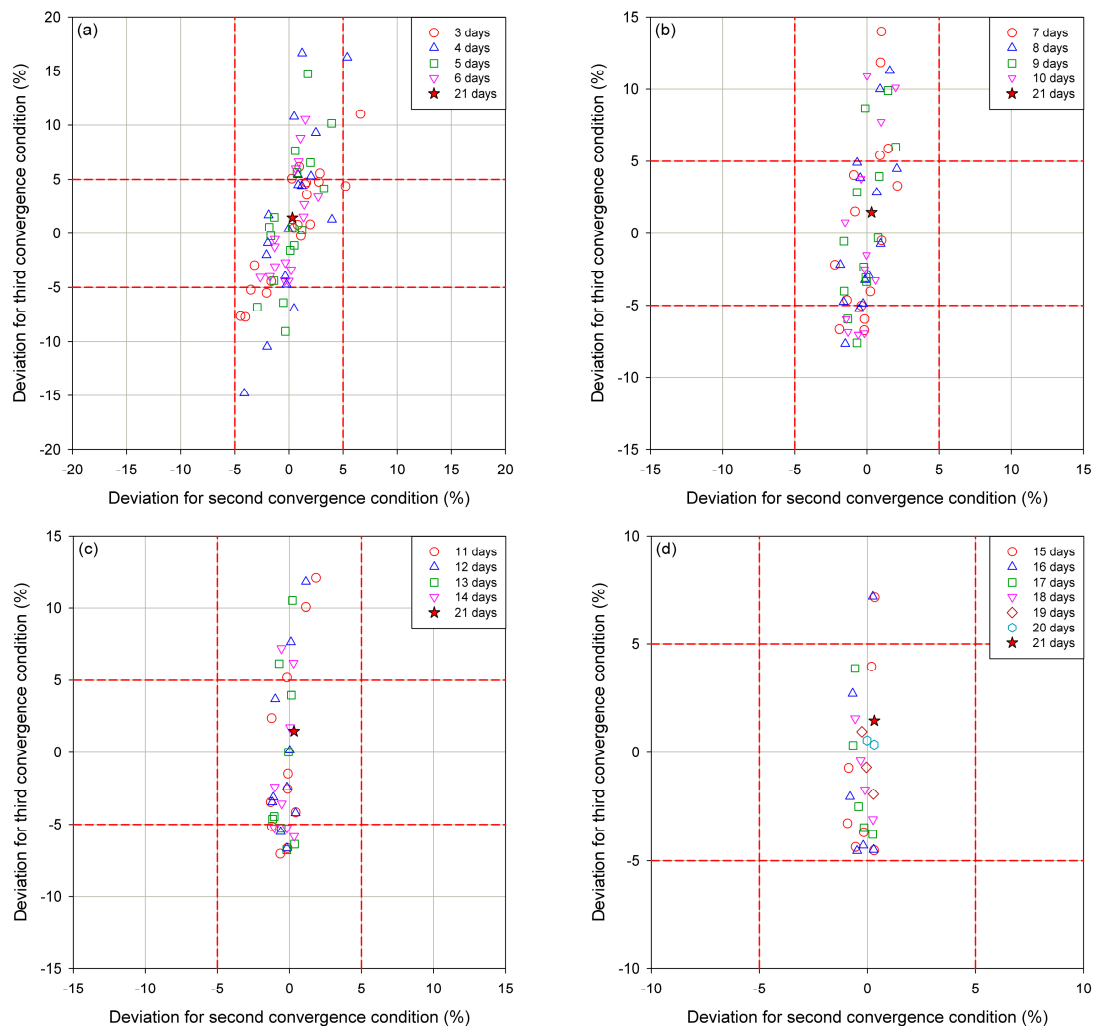 (a)
3 days
4 days
5 days
6 days
21 days
20
15
10
5
0
-5
-10
-15
-20
-20
-15
-10
-5
0
5
10
15
20
Deviation for third convergence condition (%)
Deviation for second convergence condition (%)
(b)
7 days
8 days
9 days
10 days
21 days
15
10
5
0
-5
-10
-15
-15
-10
-5
0
5
10
15
Deviation for third convergence condition (%)
Deviation for second convergence condition (%)
(c)
11 days
12 days
13 days
14 days
21 days
15
10
5
0
-5
-10
-15
-15
-10
-5
0
5
10
15
Deviation for third convergence condition (%)
Deviation for second convergence condition (%)
(d)
15 days
16 days
17 days
18 days
19 days
20 days
21 days
10
5
0
-5
-10
-10
-5
0
5
10
Deviation for third convergence condition (%)
Deviation for second convergence condition (%)